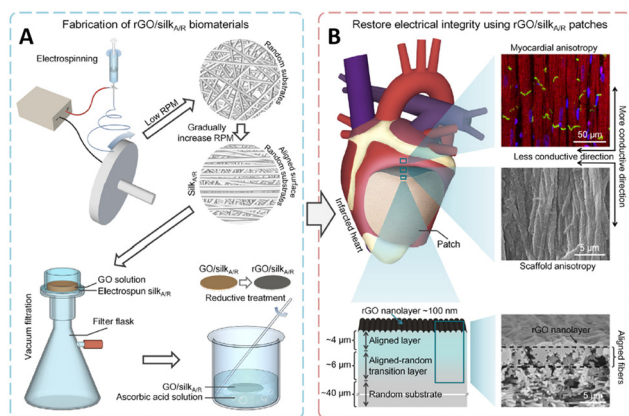 A
Fabrication of rGO/silkA/R biomaterials
Electrospinning
Low RPM
Random substrates
Gradually increase RPM
SilkA/R
Aligned surface
Random substrates
Vacuum filtration
GO solution
Electrospun silkA/R
Filter flask
GO/silkA/R
rGO/silkA/R
Reductive treatment
GO/silkA/R
Ascorbic acid solution
B
Restore electrical integrity using rGO/silkA/R patches
Myocardial anisotropy
50 μm
More conductive direction
Less conductive direction
Infarcted heart
Patch
5 μm
Scaffold anisotropy
rGO nanolayer ~100 nm
~4 μm
Aligned layer
~6 μm
Aligned-random
transition layer
~40 μm
Random substrate
rGO nanolayer
Aligned fibers
5 μm